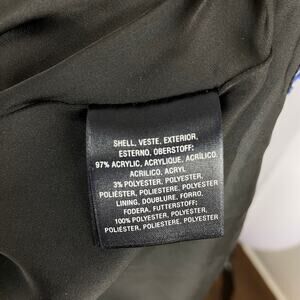 SHELL, VESTE, EXTERIOR,
ESTERNO, OBERSTOFF:
97% ACRYLIC, ACRYLIQUE, ACRÍLICO,
ACRILICO, ACRYL
3% POLYESTER, POLYESTER,
POLIÉSTER, POLIESTERE, POLYESTER
LINING, DOUBLURE, FORRO,
FODERA, FUTTERSTOFF:
100% POLYESTER, POLYESTER,
POLIÉSTER, POLIESTERE, POLYESTER